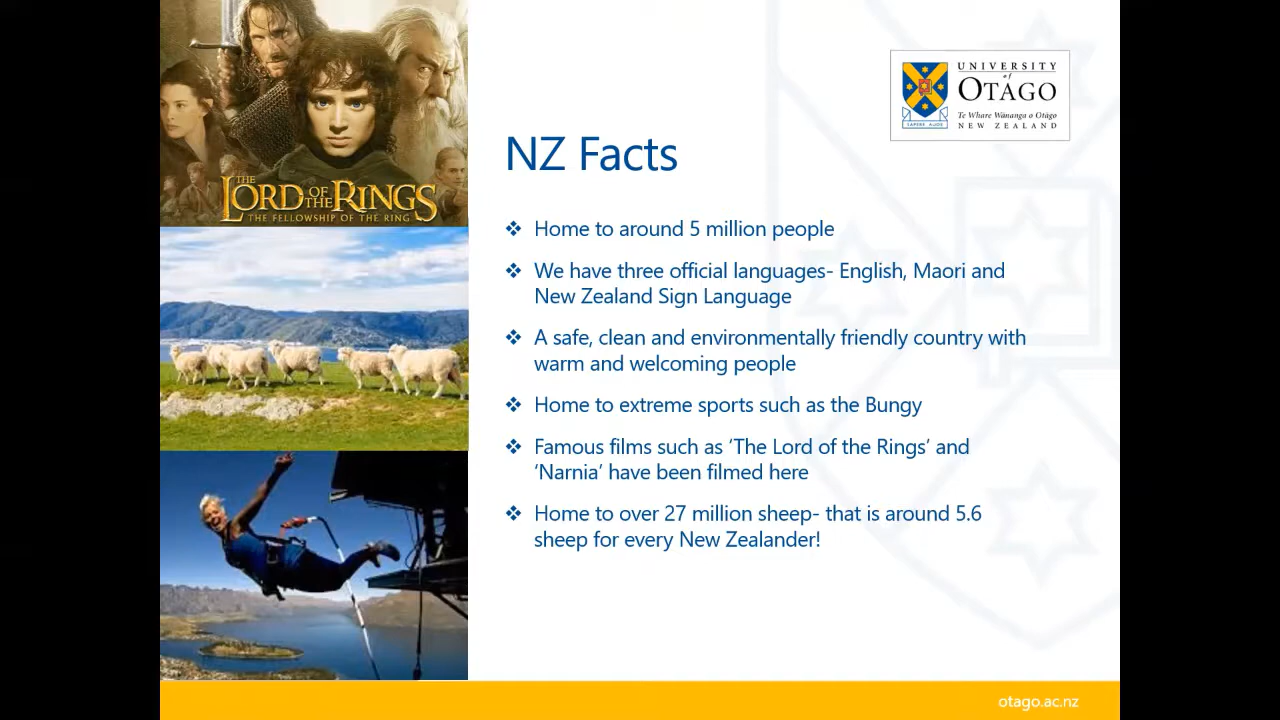 THE
LORD OF THE RINGS
THE FELLOWSHIP OF THE RING
UNIVERSITY
of
OTAGO
Te Whare Wānanga o Otāgo
NEW ZEALAND
SAPERE AUDE
NZ Facts
❖ Home to around 5 million people
❖ We have three official languages- English, Maori and
New Zealand Sign Language
❖ A safe, clean and environmentally friendly country with
warm and welcoming people
❖ Home to extreme sports such as the Bungy
❖ Famous films such as ‘The Lord of the Rings’ and
‘Narnia’ have been filmed here
❖ Home to over 27 million sheep- that is around 5.6
sheep for every New Zealander!
otago.ac.nz